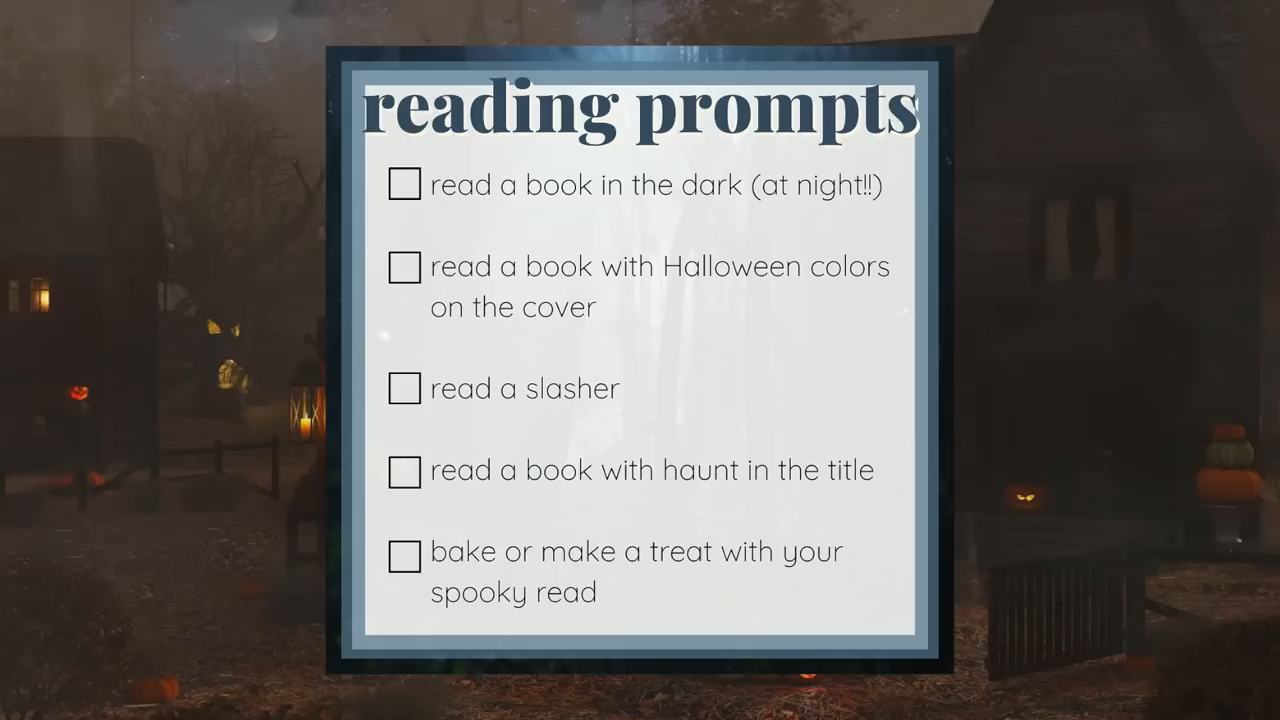 reading prompts
read a book in the dark (at night!!)
read a book with Halloween colors
on the cover
read a slasher
read a book with haunt in the title
bake or make a treat with your
spooky read